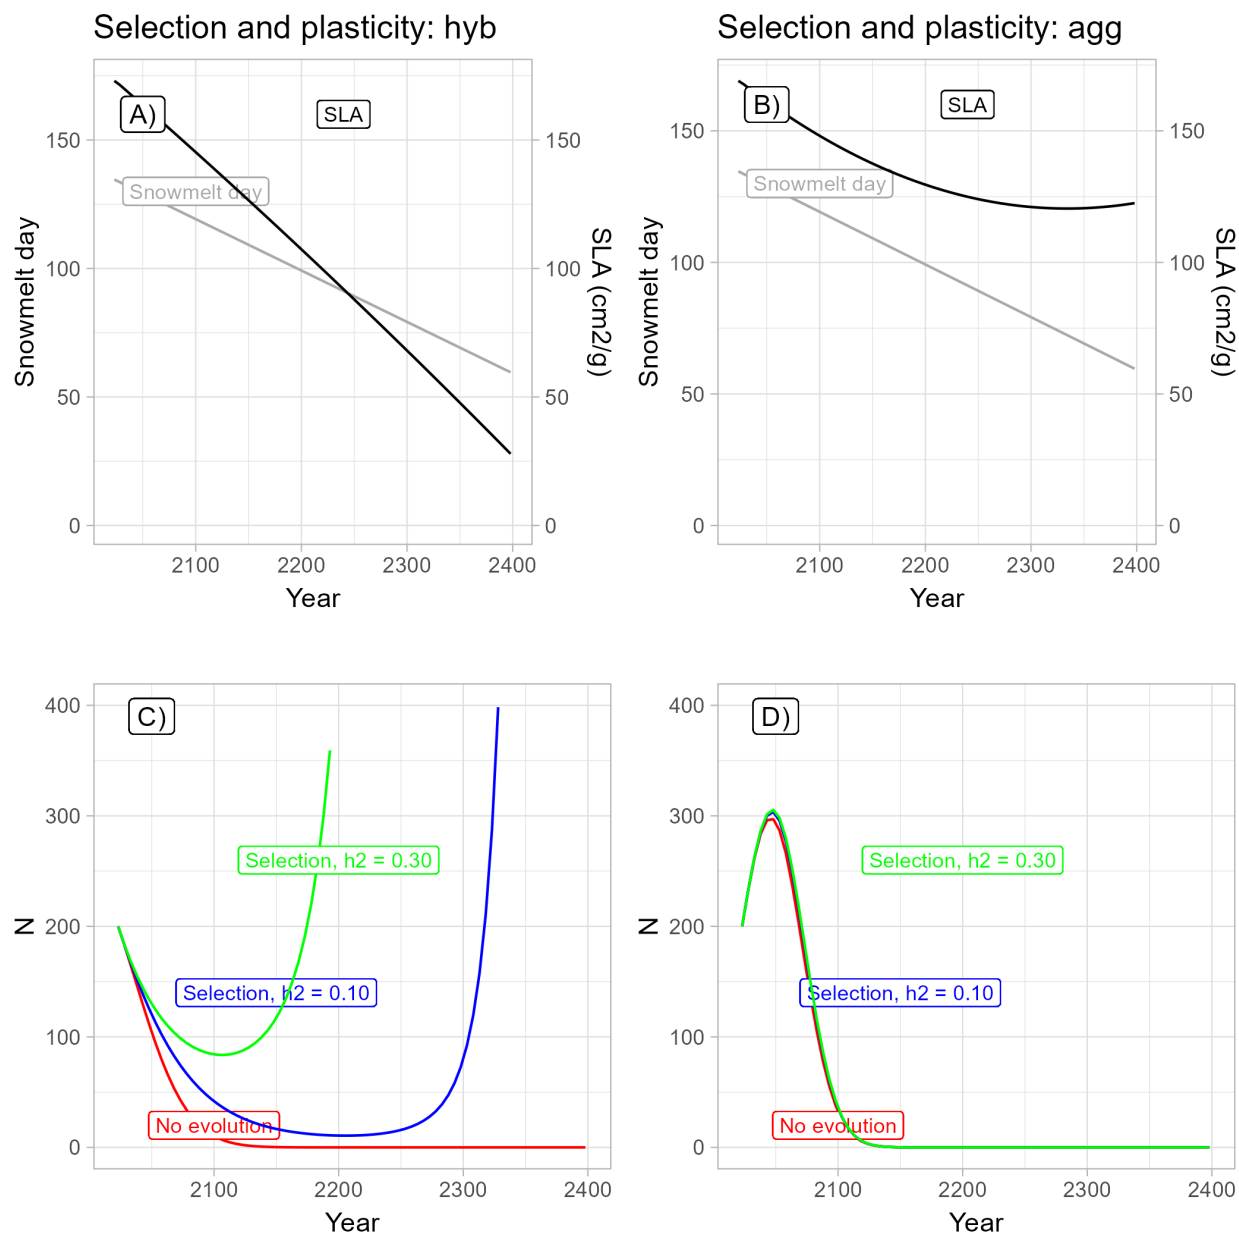 Selection and plasticity: hyb
Selection and plasticity: agg
A)
SLA
Snowmelt day
150
100
50
0
150
100
50
0
Snowmelt day
SLA (cm2/g)
2100
2200
2300
2400
Year
B)
SLA
Snowmelt day
150
100
50
0
150
100
50
0
Snowmelt day
SLA (cm2/g)
2100
2200
2300
2400
Year
C)
400
300
200
100
0
N
Selection, h2 = 0.30
Selection, h2 = 0.10
No evolution
2100
2200
2300
2400
Year
D)
400
300
200
100
0
N
Selection, h2 = 0.30
Selection, h2 = 0.10
No evolution
2100
2200
2300
2400
Year